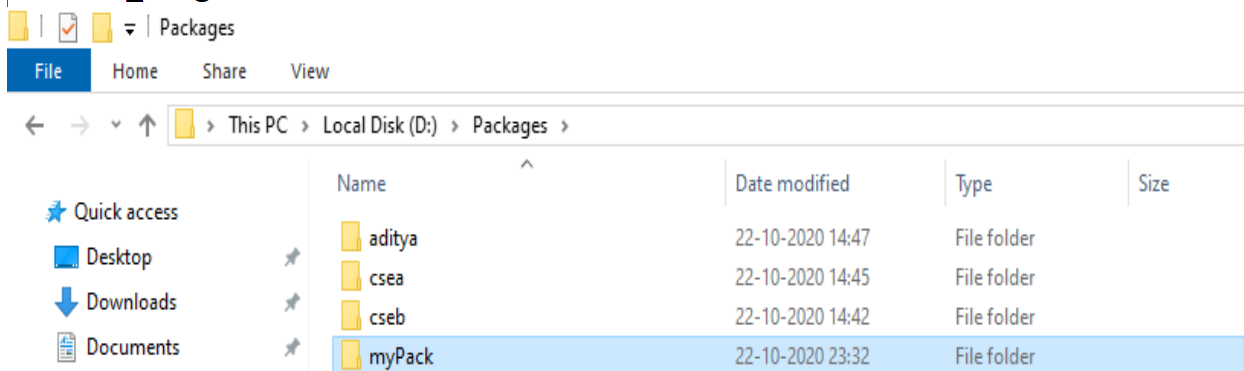 Packages
File Home Share View
This PC > Local Disk (D:) > Packages >
Name Date modified Type Size
Quick access
Desktop
Downloads
Documents
aditya 22-10-2020 14:47 File folder
csea 22-10-2020 14:45 File folder
cseb 22-10-2020 14:42 File folder
myPack 22-10-2020 23:32 File folder